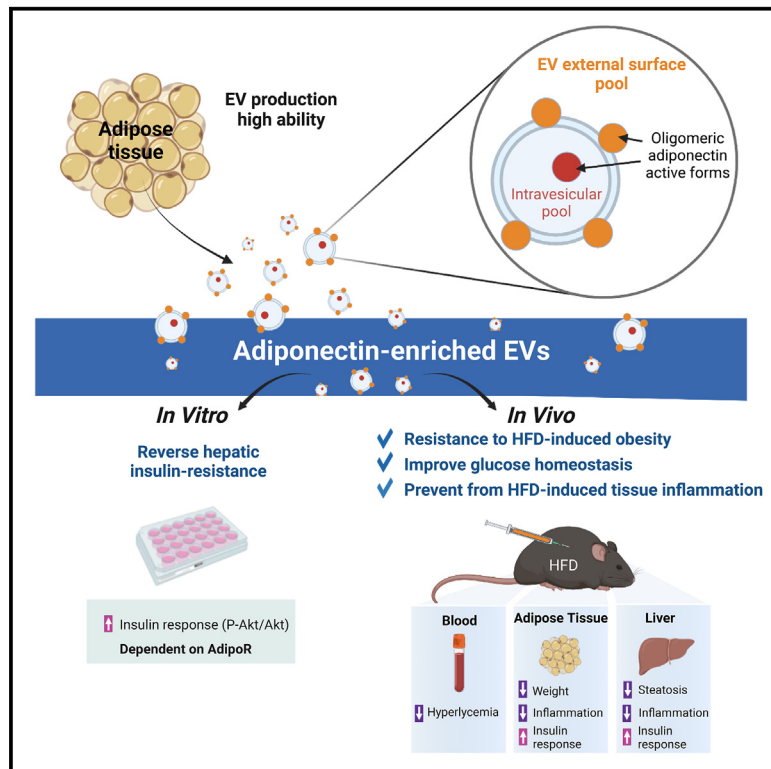 EV production
high ability
Adipose
tissue
EV external surface
pool
Oligomeric
adiponectin
active forms
Intravesicular
pool
Adiponectin-enriched EVs
In Vitro
Reverse hepatic
insulin-resistance
Insulin response (P-Akt/Akt)
Dependent on AdipoR
In Vivo
Resistance to HFD-induced obesity
Improve glucose homeostasis
Prevent from HFD-induced tissue inflammation
HFD
Blood
Hyperlycemia
Adipose Tissue
Weight
Inflammation
Insulin
response
Liver
Steatosis
Inflammation
Insulin
response